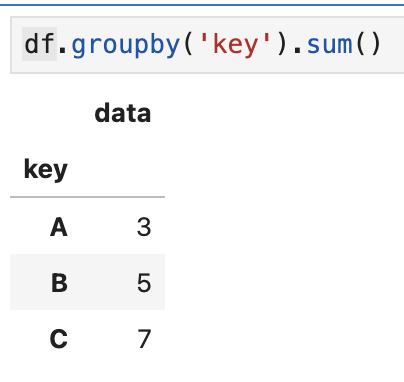 df.groupby('key').sum()
data
key
A 3
B 5
C 7